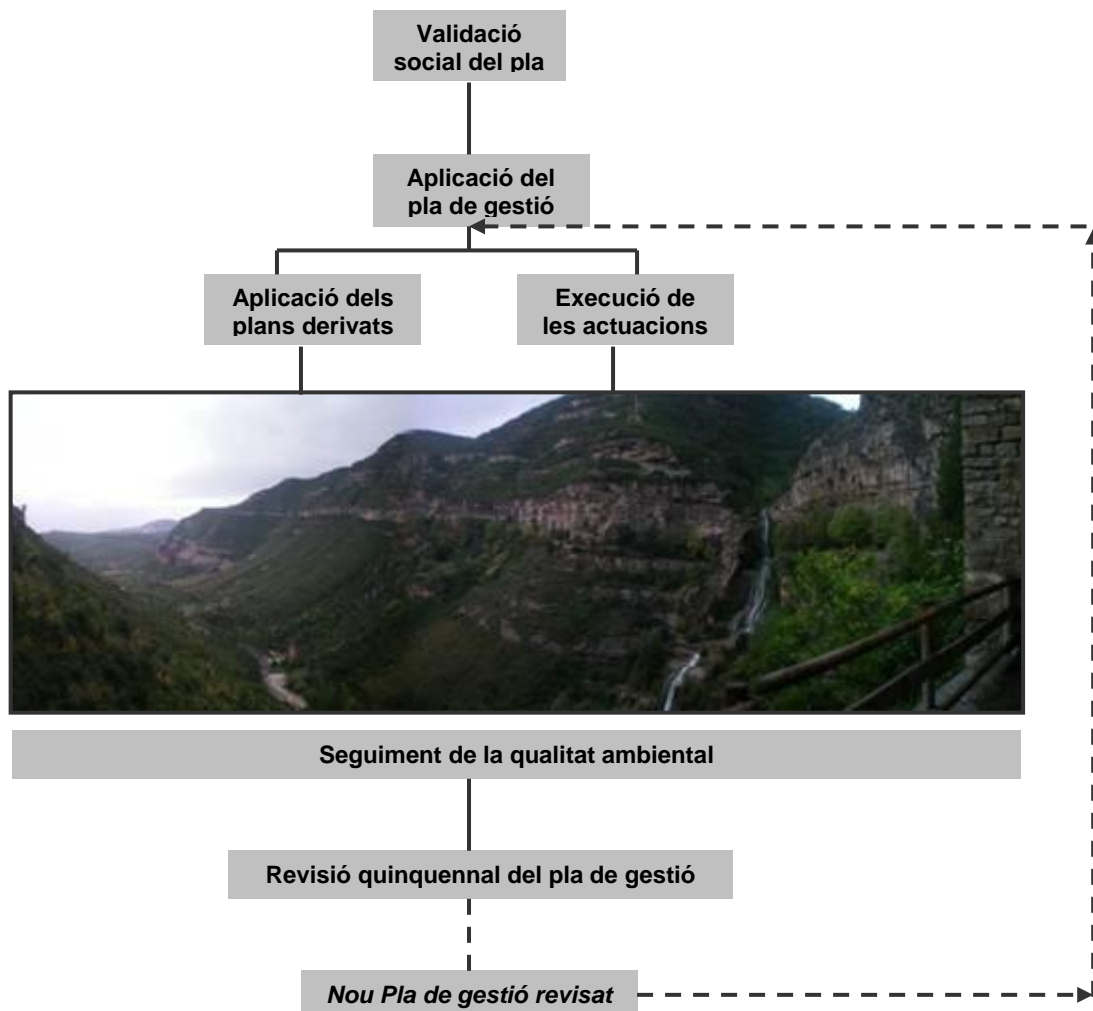 Validació
social del pla
Aplicació del
pla de gestió
Aplicació dels
plans derivats
Execució de
les actuacions
Seguiment de la qualitat ambiental
Revisió quinquennal del pla de gestió
Nou Pla de gestió revisat